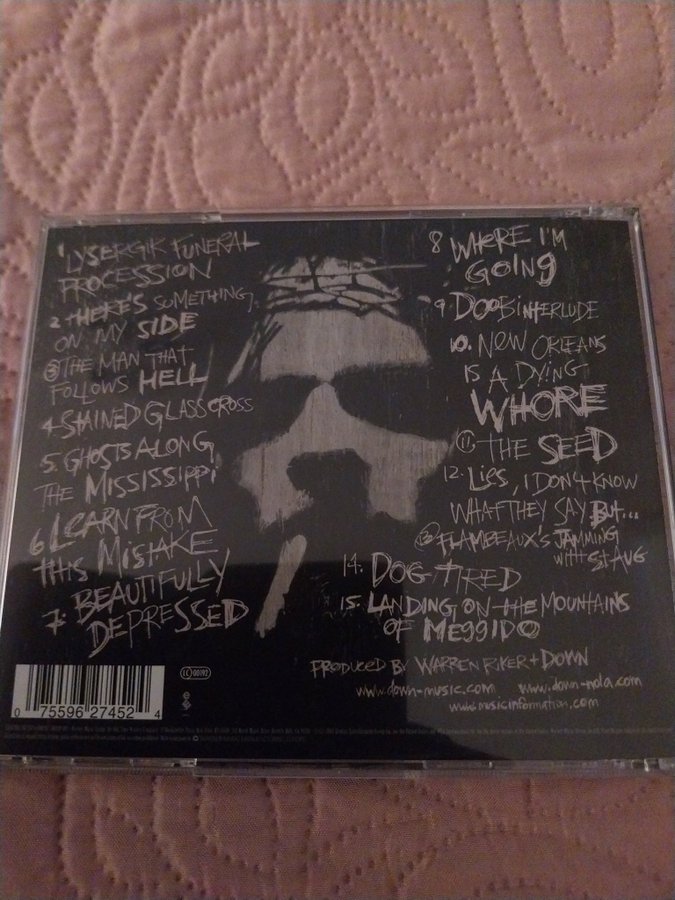 1 LYSERGIK FUNERAL
PROCESSION
2 THERE'S SOMETHING
ON MY SIDE
3 THE MAN THAT
FOLLOWS HELL
4. STAINED GLASS CROSS
5. GHOSTS ALONG
THE MISSISSIPPI
6 LEARN FROM
THIS MISTAKE
7. BEAUTIFULLY
DEPRESSED
8 WHERE I'M
GOING
9. DOOBINTERLUDE
10. NEW ORLEANS
IS A DYING
WHORE
11 THE SEED
12. LIES, I DON'T KNOW
WHAT THEY SAY BUT...
13 FLAMBEAUX'S JAMMING
WITH ST AUG
14. DOG TIRED
15. LANDING ON THE MOUNTAINS
OF MEGGIDO
PRODUCED BY WARREN RIKER + DOWN
www.down-music.com www.down-nola.com
www.musicinformation.com
LC 00192
0 75596 27452 4